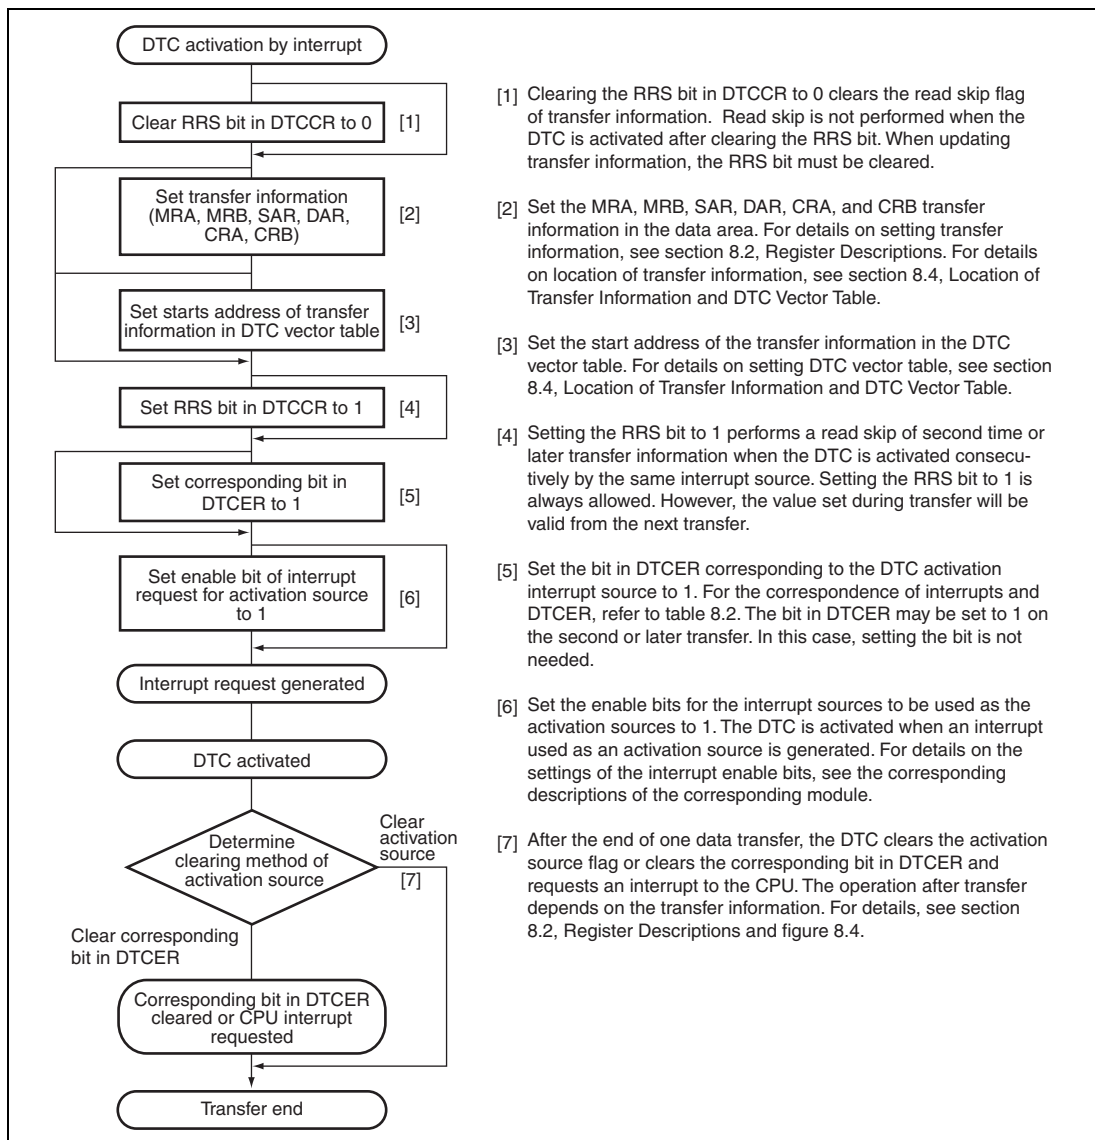 DTC activation by interrupt
Clear RRS bit in DTCCR to 0
[1]
Set transfer information
(MRA, MRB, SAR, DAR,
CRA, CRB)
[2]
Set starts address of transfer
information in DTC vector table
[3]
Set RRS bit in DTCCR to 1
[4]
Set corresponding bit in
DTCER to 1
[5]
Set enable bit of interrupt
request for activation source
to 1
[6]
Interrupt request generated
DTC activated
Determine
clearing method of
activation source
Clear
activation
source
[7]
Clear corresponding
bit in DTCER
Corresponding bit in DTCER
cleared or CPU interrupt
requested
Transfer end
[1] Clearing the RRS bit in DTCCR to 0 clears the read skip flag
of transfer information. Read skip is not performed when the
DTC is activated after clearing the RRS bit. When updating
transfer information, the RRS bit must be cleared.
[2] Set the MRA, MRB, SAR, DAR, CRA, and CRB transfer
information in the data area. For details on setting transfer
information, see section 8.2, Register Descriptions. For details
on location of transfer information, see section 8.4, Location of
Transfer Information and DTC Vector Table.
[3] Set the start address of the transfer information in the DTC
vector table. For details on setting DTC vector table, see section
8.4, Location of Transfer Information and DTC Vector Table.
[4] Setting the RRS bit to 1 performs a read skip of second time or
later transfer information when the DTC is activated consecu-
tively by the same interrupt source. Setting the RRS bit to 1 is
always allowed. However, the value set during transfer will be
valid from the next transfer.
[5] Set the bit in DTCER corresponding to the DTC activation
interrupt source to 1. For the correspondence of interrupts and
DTCER, refer to table 8.2. The bit in DTCER may be set to 1 on
the second or later transfer. In this case, setting the bit is not
needed.
[6] Set the enable bits for the interrupt sources to be used as the
activation sources to 1. The DTC is activated when an interrupt
used as an activation source is generated. For details on the
settings of the interrupt enable bits, see the corresponding
descriptions of the corresponding module.
[7] After the end of one data transfer, the DTC clears the activation
source flag or clears the corresponding bit in DTCER and
requests an interrupt to the CPU. The operation after transfer
depends on the transfer information. For details, see section
8.2, Register Descriptions and figure 8.4.